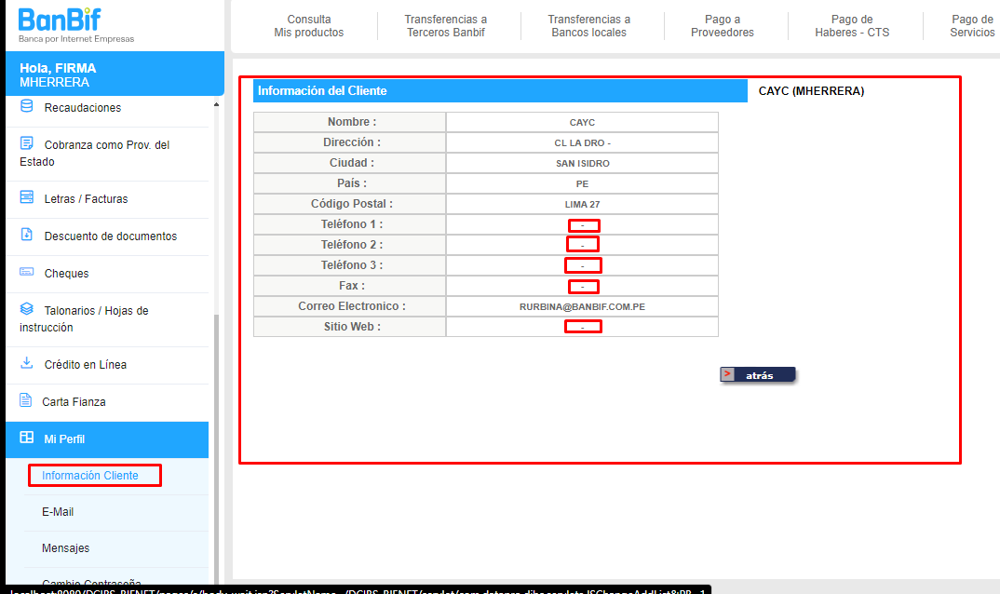 BanBif
Banca por Internet Empresas
Consulta
Mis productos
Transferencias a
Terceros Banbif
Transferencias a
Bancos locales
Pago a
Proveedores
Pago de
Haberes - CTS
Pago de
Servicios
Hola, FIRMA
MHERRERA
Recaudaciones
Cobranza como Prov. del
Estado
Letras / Facturas
Descuento de documentos
Cheques
Talonarios / Hojas de
instrucción
Crédito en Línea
Carta Fianza
Mi Perfil
Información Cliente
E-Mail
Mensajes
Cambio Contraseña
Información del Cliente
CAYC (MHERRERA)
Nombre : CAYC
Dirección : CL LA DRO -
Ciudad : SAN ISIDRO
País : PE
Código Postal : LIMA 27
Teléfono 1 : -
Teléfono 2 : -
Teléfono 3 : -
Fax : -
Correo Electronico : RURBINA@BANBIF.COM.PE
Sitio Web : -
> atrás